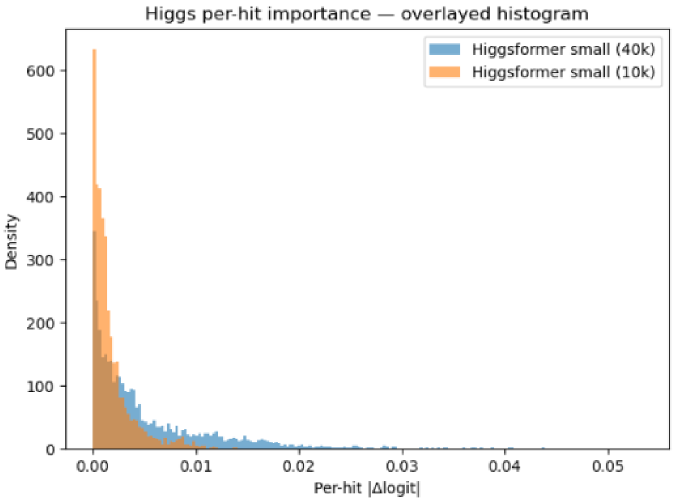 Higgs per-hit importance — overlayed histogram
Higgsformer small (40k)
Higgsformer small (10k)
Density
600
500
400
300
200
100
0
0.00 0.01 0.02 0.03 0.04 0.05
Per-hit |Δlogit|